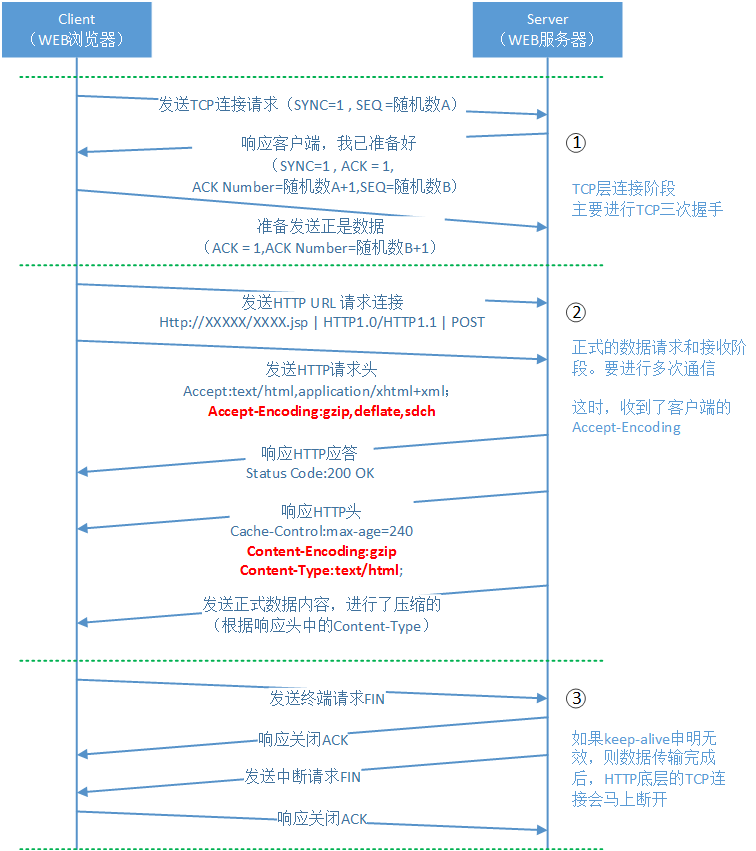 Client
（WEB浏览器）
Server
（WEB服务器）
发送TCP连接请求（SYNC=1 , SEQ =随机数A）
响应客户端，我已准备好
（SYNC=1 , ACK = 1,
ACK Number=随机数A+1,SEQ=随机数B）
准备发送正是数据
（ACK = 1,ACK Number=随机数B+1）
①
TCP层连接阶段
主要进行TCP三次握手
发送HTTP URL 请求连接
Http://XXXXX/XXXX.jsp | HTTP1.0/HTTP1.1 | POST
发送HTTP请求头
Accept:text/html,application/xhtml+xml；
Accept-Encoding:gzip,deflate,sdch
响应HTTP应答
Status Code:200 OK
响应HTTP头
Cache-Control:max-age=240
Content-Encoding:gzip
Content-Type:text/html;
发送正式数据内容，进行了压缩的
（根据响应头中的Content-Type）
②
正式的数据请求和接收阶
段。要进行多次通信
这时，收到了客户端的
Accept-Encoding
发送终端请求FIN
响应关闭ACK
发送中断请求FIN
响应关闭ACK
③
如果keep-alive申明无
效，则数据传输完成
后，HTTP底层的TCP连
接会马上断开